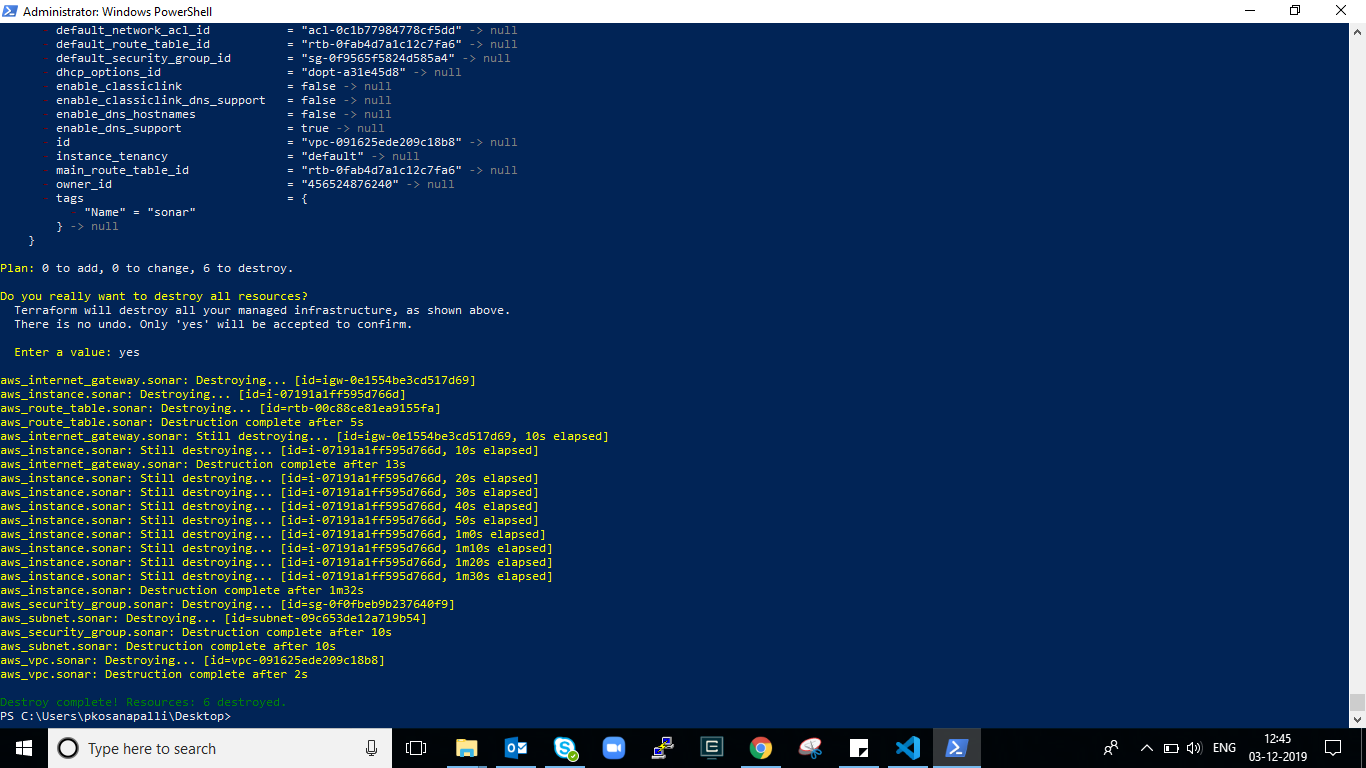 Administrator: Windows PowerShell
- default_network_acl_id = "acl-0c1b77984778cf5dd" -> null
- default_route_table_id = "rtb-0fab4d7a1c12c7fa6" -> null
- default_security_group_id = "sg-0f9565f5824d585a4" -> null
- dhcp_options_id = "dopt-a31e45d8" -> null
- enable_classiclink = false -> null
- enable_classiclink_dns_support = false -> null
- enable_dns_hostnames = false -> null
- enable_dns_support = true -> null
- id = "vpc-091625ede209c18b8" -> null
- instance_tenancy = "default" -> null
- main_route_table_id = "rtb-0fab4d7a1c12c7fa6" -> null
- owner_id = "456524876240" -> null
- tags = {
- "Name" = "sonar"
} -> null
}
Plan: 0 to add, 0 to change, 6 to destroy.
Do you really want to destroy all resources?
Terraform will destroy all your managed infrastructure, as shown above.
There is no undo. Only 'yes' will be accepted to confirm.
Enter a value: yes
aws_internet_gateway.sonar: Destroying... [id=igw-0e1554be3cd517d69]
aws_instance.sonar: Destroying... [id=i-07191a1ff595d766d]
aws_route_table.sonar: Destroying... [id=rtb-00c88ce81ea9155fa]
aws_route_table.sonar: Destruction complete after 5s
aws_internet_gateway.sonar: Still destroying... [id=igw-0e1554be3cd517d69, 10s elapsed]
aws_instance.sonar: Still destroying... [id=i-07191a1ff595d766d, 10s elapsed]
aws_internet_gateway.sonar: Destruction complete after 13s
aws_instance.sonar: Still destroying... [id=i-07191a1ff595d766d, 20s elapsed]
aws_instance.sonar: Still destroying... [id=i-07191a1ff595d766d, 30s elapsed]
aws_instance.sonar: Still destroying... [id=i-07191a1ff595d766d, 40s elapsed]
aws_instance.sonar: Still destroying... [id=i-07191a1ff595d766d, 50s elapsed]
aws_instance.sonar: Still destroying... [id=i-07191a1ff595d766d, 1m0s elapsed]
aws_instance.sonar: Still destroying... [id=i-07191a1ff595d766d, 1m10s elapsed]
aws_instance.sonar: Still destroying... [id=i-07191a1ff595d766d, 1m20s elapsed]
aws_instance.sonar: Still destroying... [id=i-07191a1ff595d766d, 1m30s elapsed]
aws_instance.sonar: Destruction complete after 1m32s
aws_security_group.sonar: Destroying... [id=sg-0f0fbeb9b237640f9]
aws_subnet.sonar: Destroying... [id=subnet-09c653de12a719b54]
aws_security_group.sonar: Destruction complete after 10s
aws_subnet.sonar: Destruction complete after 10s
aws_vpc.sonar: Destroying... [id=vpc-091625ede209c18b8]
aws_vpc.sonar: Destruction complete after 2s
Destroy complete! Resources: 6 destroyed.
PS C:\Users\pkosanapalli\Desktop>
Type here to search
ENG
12:45
03-12-2019